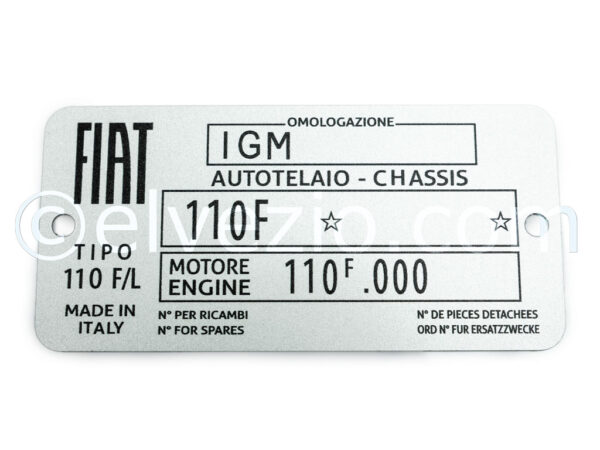 FIAT
OMOLOGAZIONE
IGM
AUTOTELAIO - CHASSIS
110F ☆ ☆
©elvezio.com
TIPO
110 F/L
MOTORE
ENGINE
110F.000
MADE IN
ITALY
N° PER RICAMBI
N° FOR SPARES
N° DE PIECES DETACHEES
ORD N° FUR ERSATZZWECKE